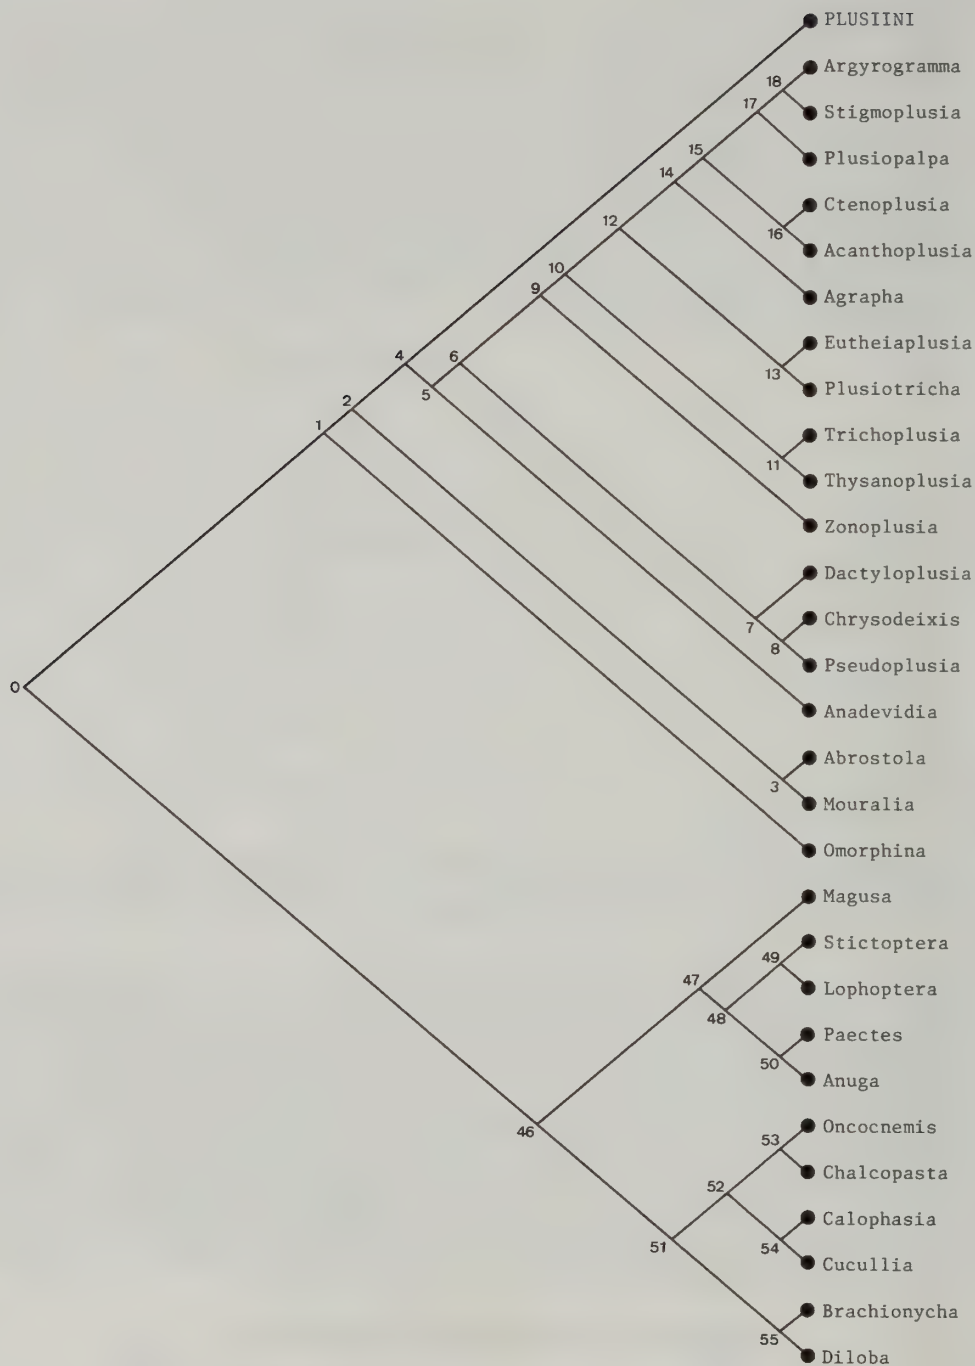 PLUSIINI
Argyrogramma
18
Stigmoplusia
17
Plusiopalpa
15
Ctenoplusia
14
16
Acanthoplusia
12
Agrapha
10
9
Eutheiaplusia
13
Plusiotricha
4
6
5
Trichoplusia
2
11
Thysanoplusia
1
Zonoplusia
Dactyloplusia
7
Chrysodeixis
8
Pseudoplusia
0
Anadevidia
Abrostola
3
Mouralia
Omorphina
Magusa
Stictoptera
49
47
Lophoptera
48
Paectes
50
Anuga
46
Oncocnemis
53
Chalcopasta
52
Calophasia
51
54
Cucullia
Brachionycha
55
Diloba